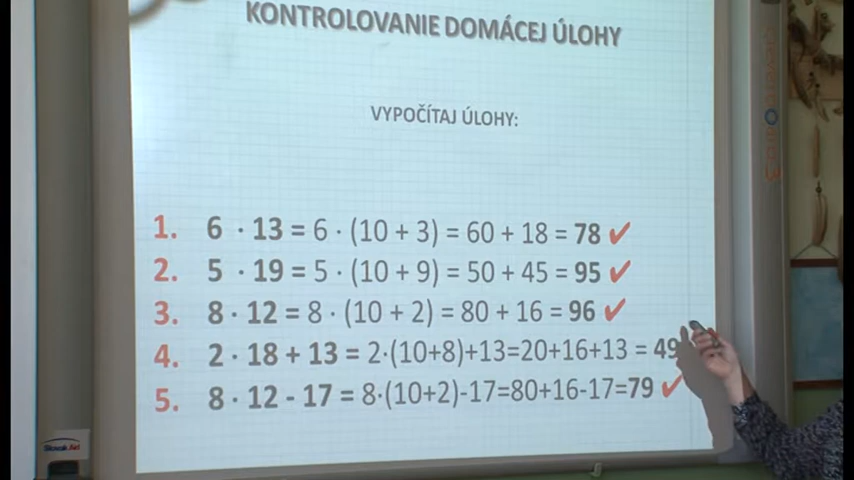 KONTROLOVANIE DOMÁCEJ ÚLOHY
VYPOČÍTAJ ÚLOHY:
1. 6 · 13 = 6 · (10 + 3) = 60 + 18 = 78 ✓
2. 5 · 19 = 5 · (10 + 9) = 50 + 45 = 95 ✓
3. 8 · 12 = 8 · (10 + 2) = 80 + 16 = 96 ✓
4. 2 · 18 + 13 = 2·(10+8)+13=20+16+13 = 49
5. 8 · 12 - 17 = 8·(10+2)-17=80+16-17=79 ✓